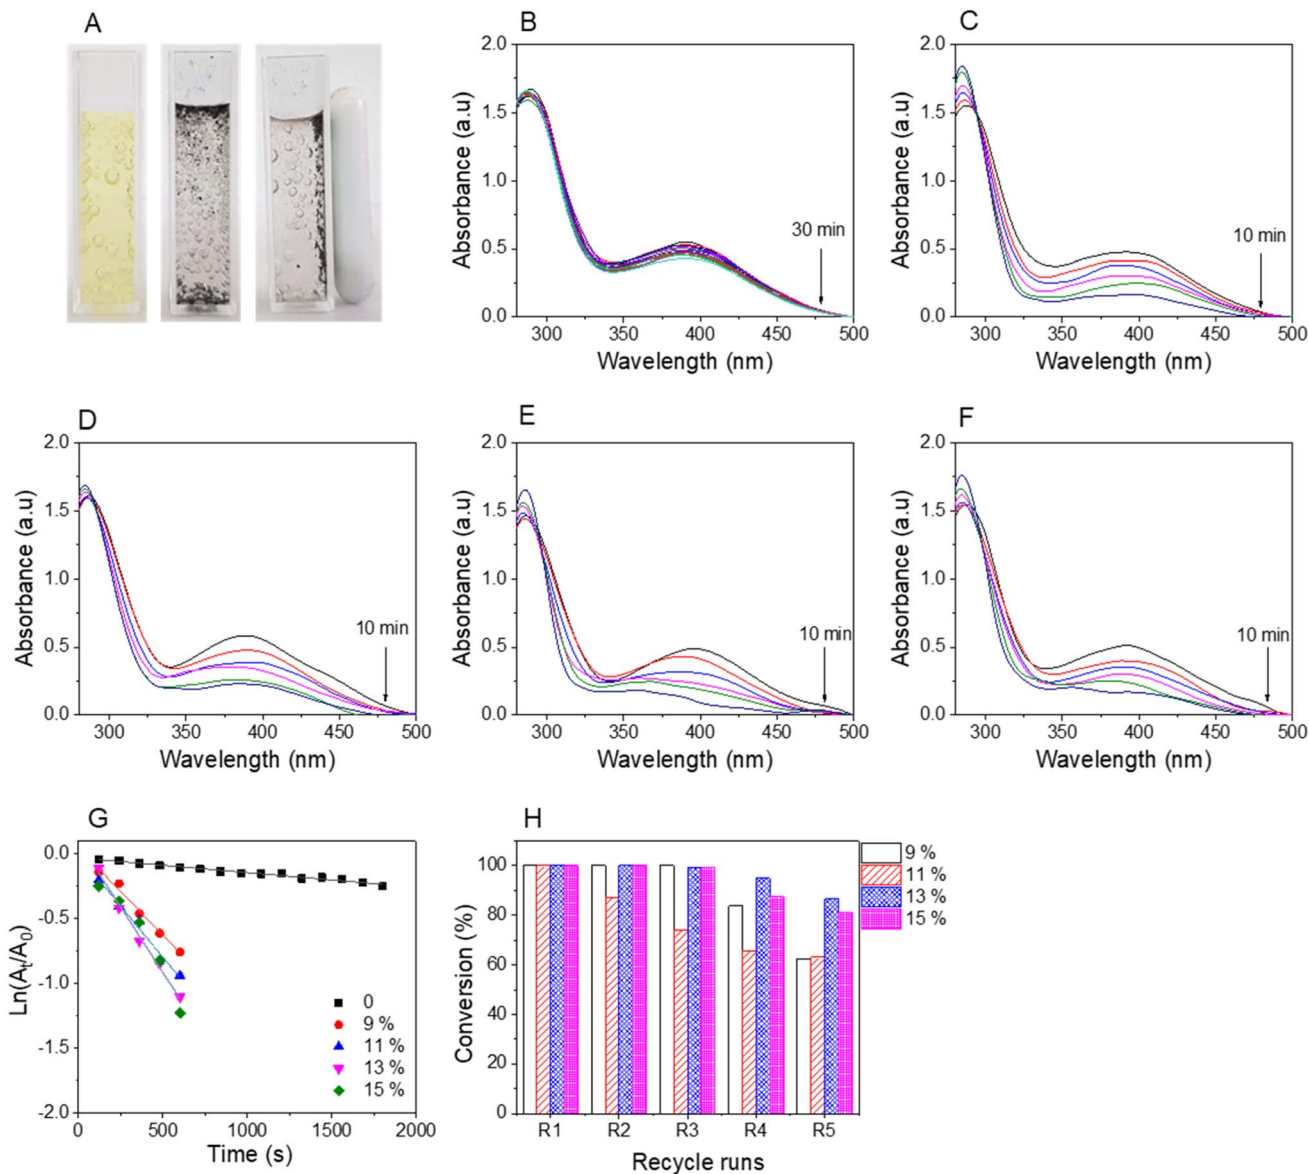 A
B
2.0
1.5
1.0
0.5
0.0
Absorbance (a.u)
30 min
300 350 400 450 500
Wavelength (nm)
C
2.0
1.5
1.0
0.5
0.0
Absorbance (a.u)
10 min
300 350 400 450 500
Wavelength (nm)
D
2.0
1.5
1.0
0.5
0.0
Absorbance (a.u)
10 min
300 350 400 450 500
Wavelength (nm)
E
2.0
1.5
1.0
0.5
0.0
Absorbance (a.u)
10 min
300 350 400 450 500
Wavelength (nm)
F
2.0
1.5
1.0
0.5
0.0
Absorbance (a.u)
10 min
300 350 400 450 500
Wavelength (nm)
G
0.0
-0.5
-1.0
-1.5
-2.0
Ln(At/A0)
0
9 %
11 %
13 %
15 %
0 500 1000 1500 2000
Time (s)
H
100
80
60
40
20
0
Conversion (%)
9 %
11 %
13 %
15 %
R1 R2 R3 R4 R5
Recycle runs